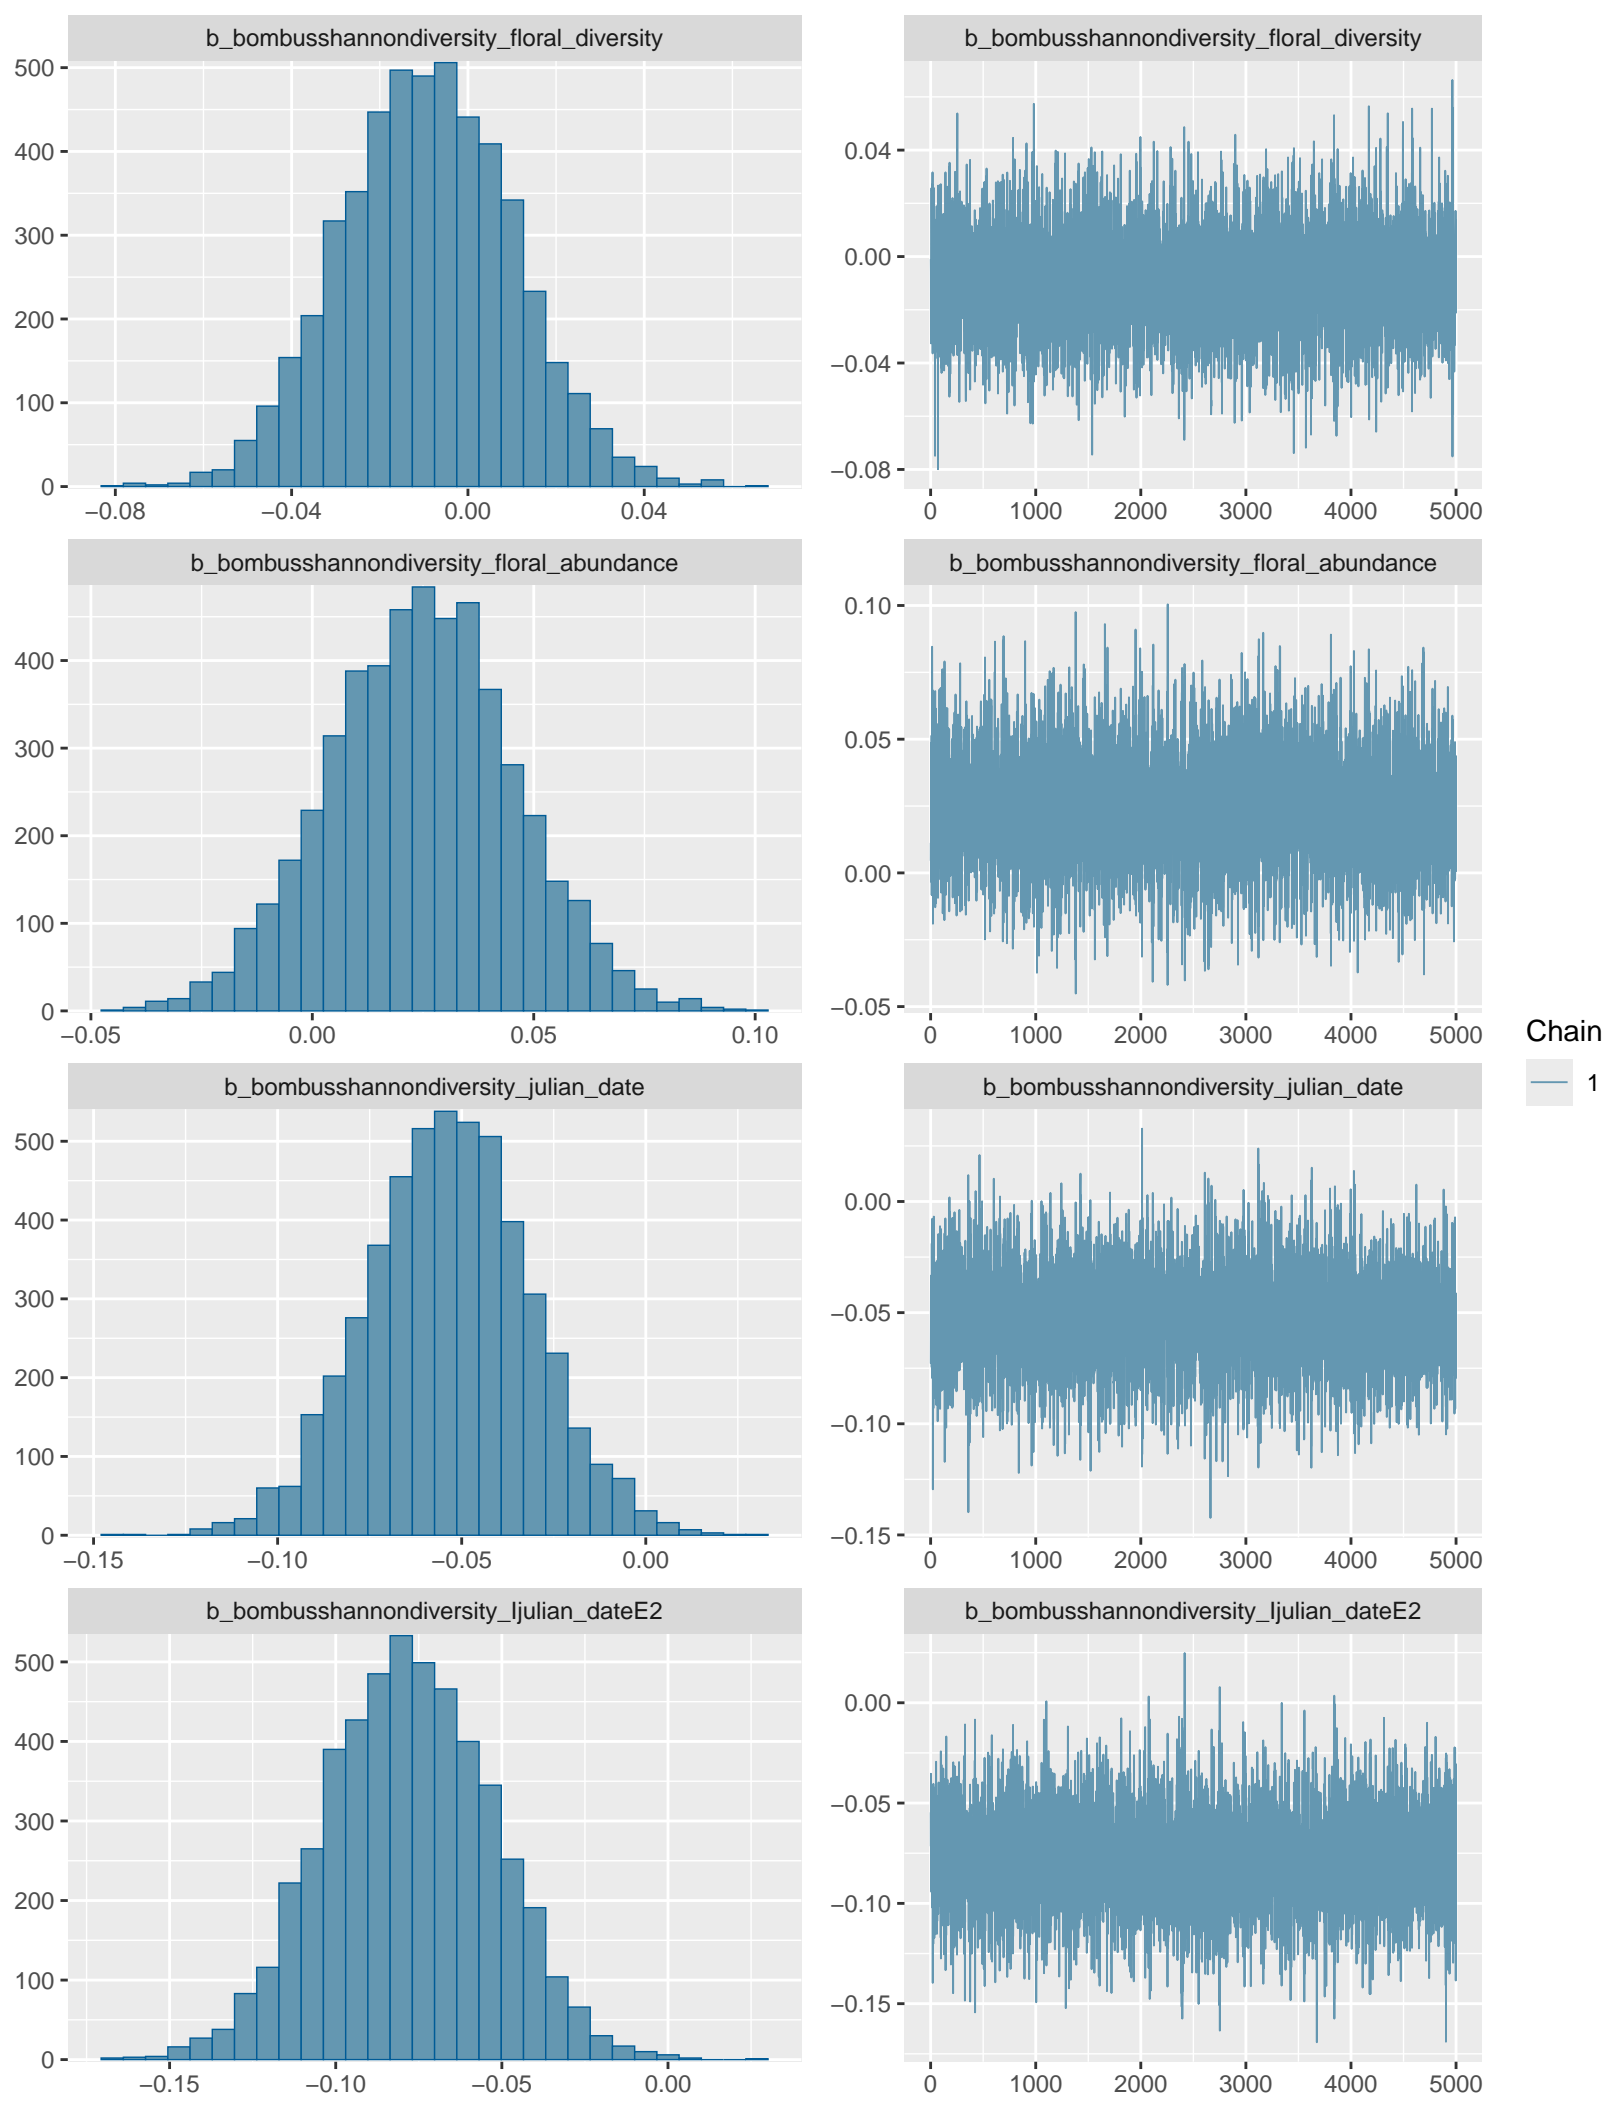 b_bombusshannondiversity_floral_diversity
500
400
300
200
100
0
−0.08 −0.04 0.00 0.04
b_bombusshannondiversity_floral_diversity
0.04
0.00
−0.04
−0.08
0 1000 2000 3000 4000 5000
b_bombusshannondiversity_floral_abundance
400
300
200
100
0
−0.05 0.00 0.05 0.10
b_bombusshannondiversity_floral_abundance
0.10
0.05
0.00
−0.05
0 1000 2000 3000 4000 5000
b_bombusshannondiversity_julian_date
500
400
300
200
100
0
−0.15 −0.10 −0.05 0.00
b_bombusshannondiversity_julian_date
0.00
−0.05
−0.10
−0.15
0 1000 2000 3000 4000 5000
b_bombusshannondiversity_Ijulian_dateE2
500
400
300
200
100
0
−0.15 −0.10 −0.05 0.00
b_bombusshannondiversity_Ijulian_dateE2
0.00
−0.05
−0.10
−0.15
0 1000 2000 3000 4000 5000
Chain
1